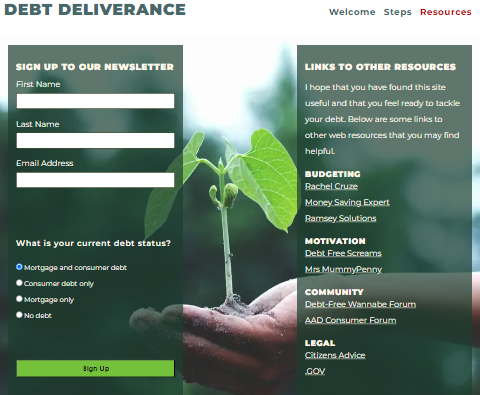 DEBT DELIVERANCE
Welcome Steps Resources
SIGN UP TO OUR NEWSLETTER
First Name
Last Name
Email Address
What is your current debt status?
Mortgage and consumer debt
Consumer debt only
Mortgage only
No debt
Sign Up
LINKS TO OTHER RESOURCES
I hope that you have found this site
useful and that you feel ready to tackle
your debt. Below are some links to
other web resources that you may find
helpful.
BUDGETING
Rachel Cruze
Money Saving Expert
Ramsey Solutions
MOTIVATION
Debt Free Screams
Mrs MummyPenny
COMMUNITY
Debt-Free Wannabe Forum
AAD Consumer Forum
LEGAL
Citizens Advice
.GOV